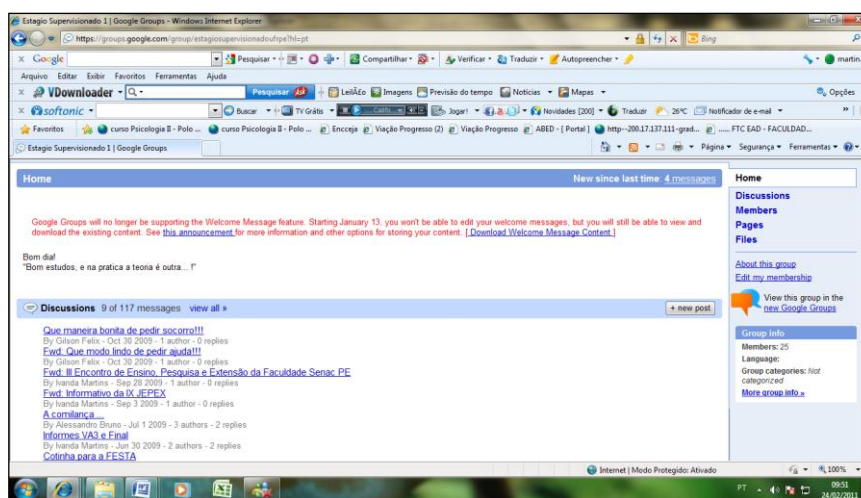 Estagio Supervisionado 1 | Google Groups - Windows Internet Explorer
https://groups.google.com/group/estagiosupervisionadoufrpe?hl=pt
Bing
Google
Pesquisar
Compartilhar
Verificar
Traduzir
Autopreencher
martin
Arquivo Editar Exibir Favoritos Ferramentas Ajuda
VDownloader
Pesquisar
Imagens
Previsão do tempo
Notícias
Mapas
Opções
softonic
Buscar
TV Grátis
Jogar!
Novidades [200]
Traduzir
26°C
Notificador de e-mail
Favoritos
curso Psicologia II - Polo ...
curso Psicologia II - Polo ...
Encceja
Viação Progresso (2)
Viação Progresso
ABED - [ Portal ]
http--200.17.137.111-grad...
...... FTC EAD - FACULDAD...
Estagio Supervisionado 1 | Google Groups
Página
Segurança
Ferramentas
Home
New since last time: 4 messages
Google Groups will no longer be supporting the Welcome Message feature. Starting January 13, you won't be able to edit your welcome messages, but you will still be able to view and
download the existing content. See this announcement for more information and other options for storing your content. [ Download Welcome Message Content ]
Bom dia!
"Bom estudos, e na pratica a teoria é outra... !"
Discussions 9 of 117 messages view all »
+ new post
Que maneira bonita de pedir socorro!!!
By Gilson Felix - Oct 30 2009 - 1 author - 0 replies
Fwd: Que modo lindo de pedir ajuda!!!
By Gilson Felix - Oct 30 2009 - 1 author - 0 replies
Fwd: III Encontro de Ensino, Pesquisa e Extensão da Faculdade Senac PE
By Ivanda Martins - Sep 28 2009 - 1 author - 0 replies
Fwd: Informativo da IX JEPEX
By Ivanda Martins - Sep 3 2009 - 1 author - 0 replies
A comilança ...
By Alessandro Bruno - Jul 1 2009 - 3 authors - 2 replies
Informes VA3 e Final
By Ivanda Martins - Jun 30 2009 - 2 authors - 2 replies
Cotinha para a FESTA
Home
Discussions
Members
Pages
Files
About this group
Edit my membership
View this group in the
new Google Groups
Group info
Members: 25
Language:
Group categories: Not
categorized
More group info »
Internet | Modo Protegido: Ativado
100%
PT
09:51
24/02/2011